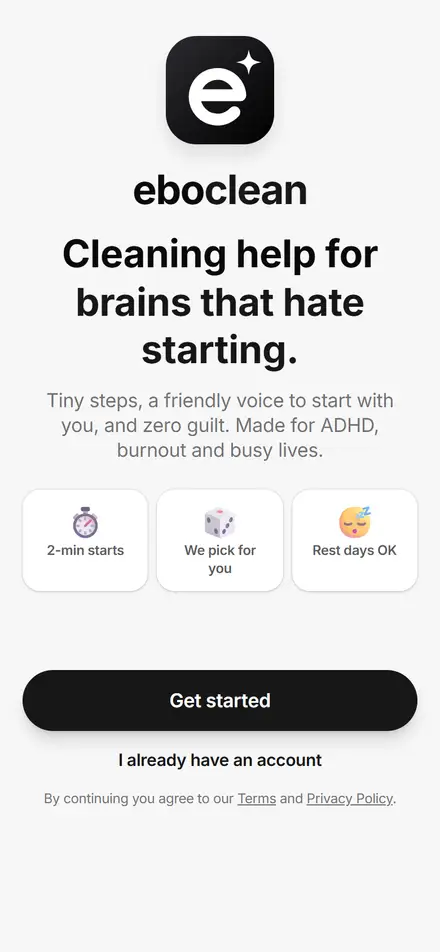 e
eboclean
Cleaning help for
brains that hate
starting.
Tiny steps, a friendly voice to start with
you, and zero guilt. Made for ADHD,
burnout and busy lives.
2-min starts
We pick for
you
Rest days OK
Get started
I already have an account
By continuing you agree to our Terms and Privacy Policy.